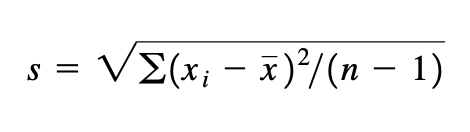 s = √Σ(xᵢ − x̄)²/(n − 1)